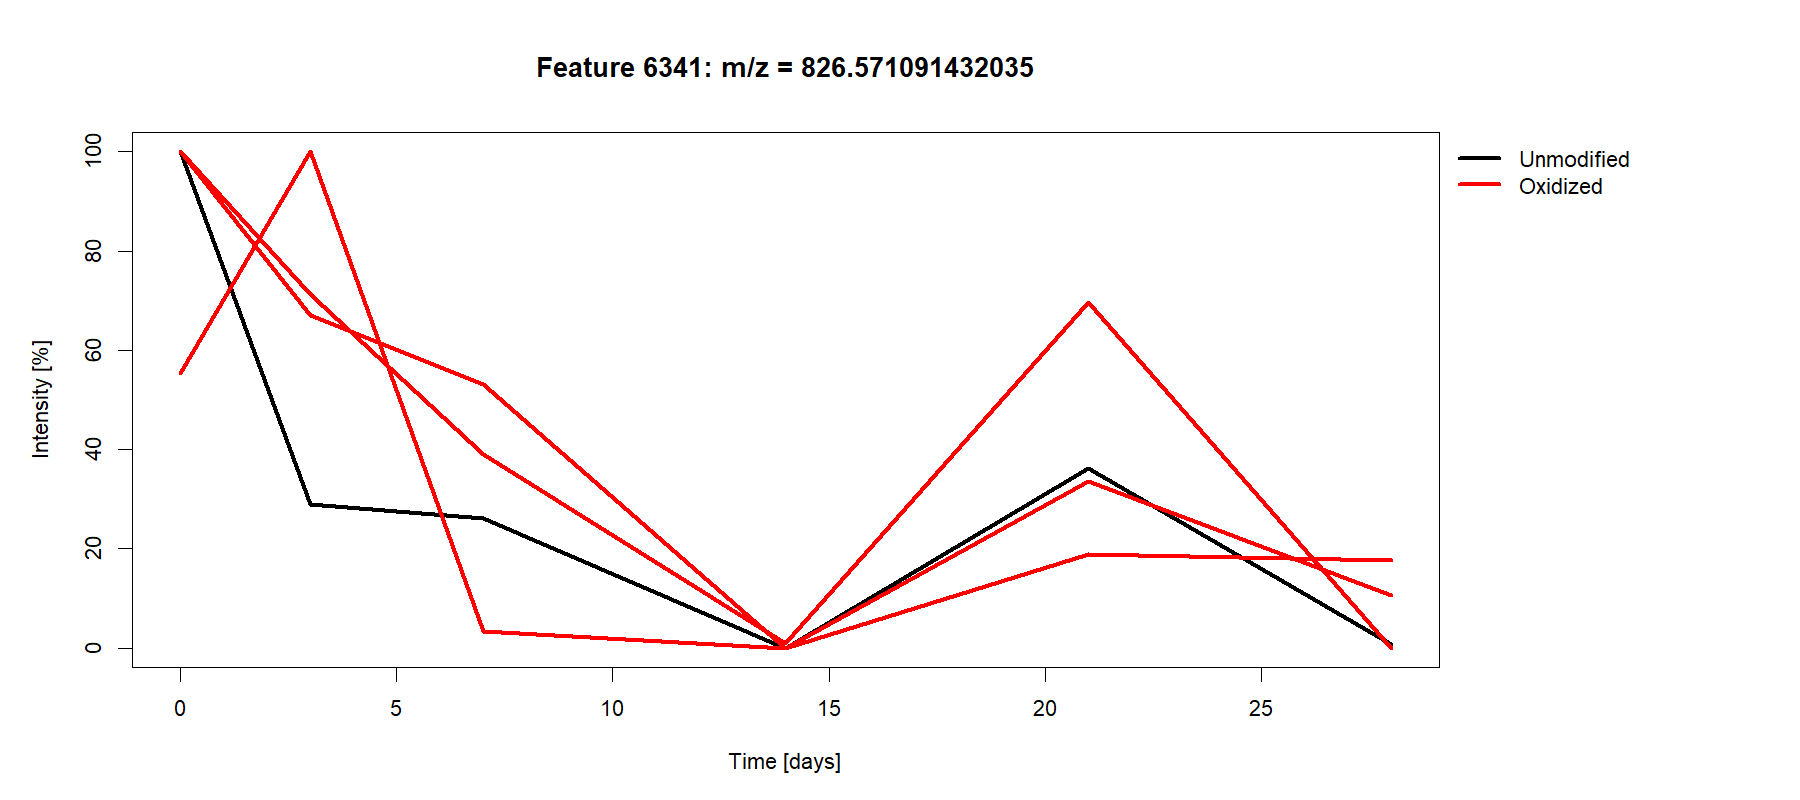 Feature 6341: m/z = 826.571091432035
Unmodified
Oxidized
Intensity [%]
100
80
60
40
20
0
0 5 10 15 20 25
Time [days]